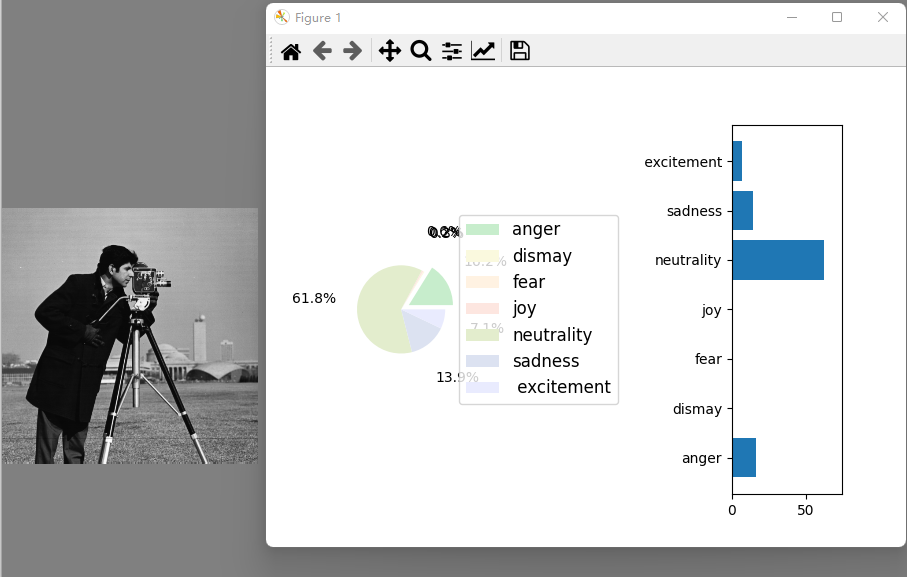 Figure 1
anger
dismay
fear
joy
neutrality
sadness
excitement
61.8%
7.1%
13.9%
excitement
sadness
neutrality
joy
fear
dismay
anger
0
50